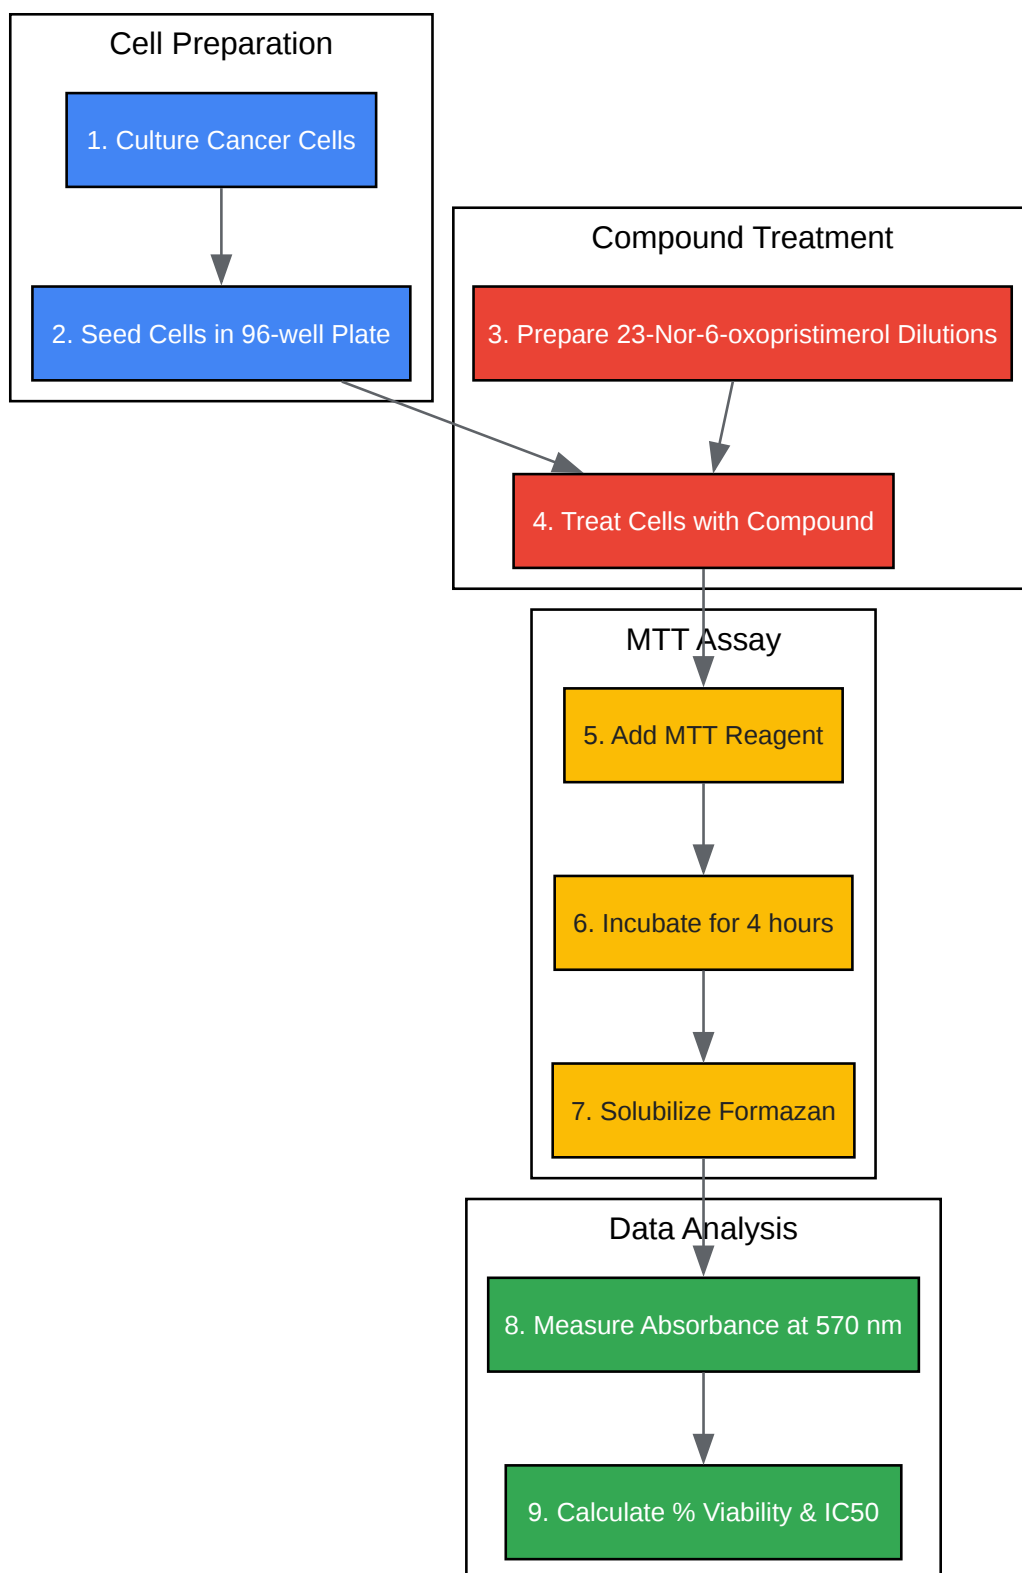 Cell Preparation
1. Culture Cancer Cells
2. Seed Cells in 96-well Plate
Compound Treatment
3. Prepare 23-Nor-6-oxopristimerol Dilutions
4. Treat Cells with Compound
MTT Assay
5. Add MTT Reagent
6. Incubate for 4 hours
7. Solubilize Formazan
Data Analysis
8. Measure Absorbance at 570 nm
9. Calculate % Viability & IC50